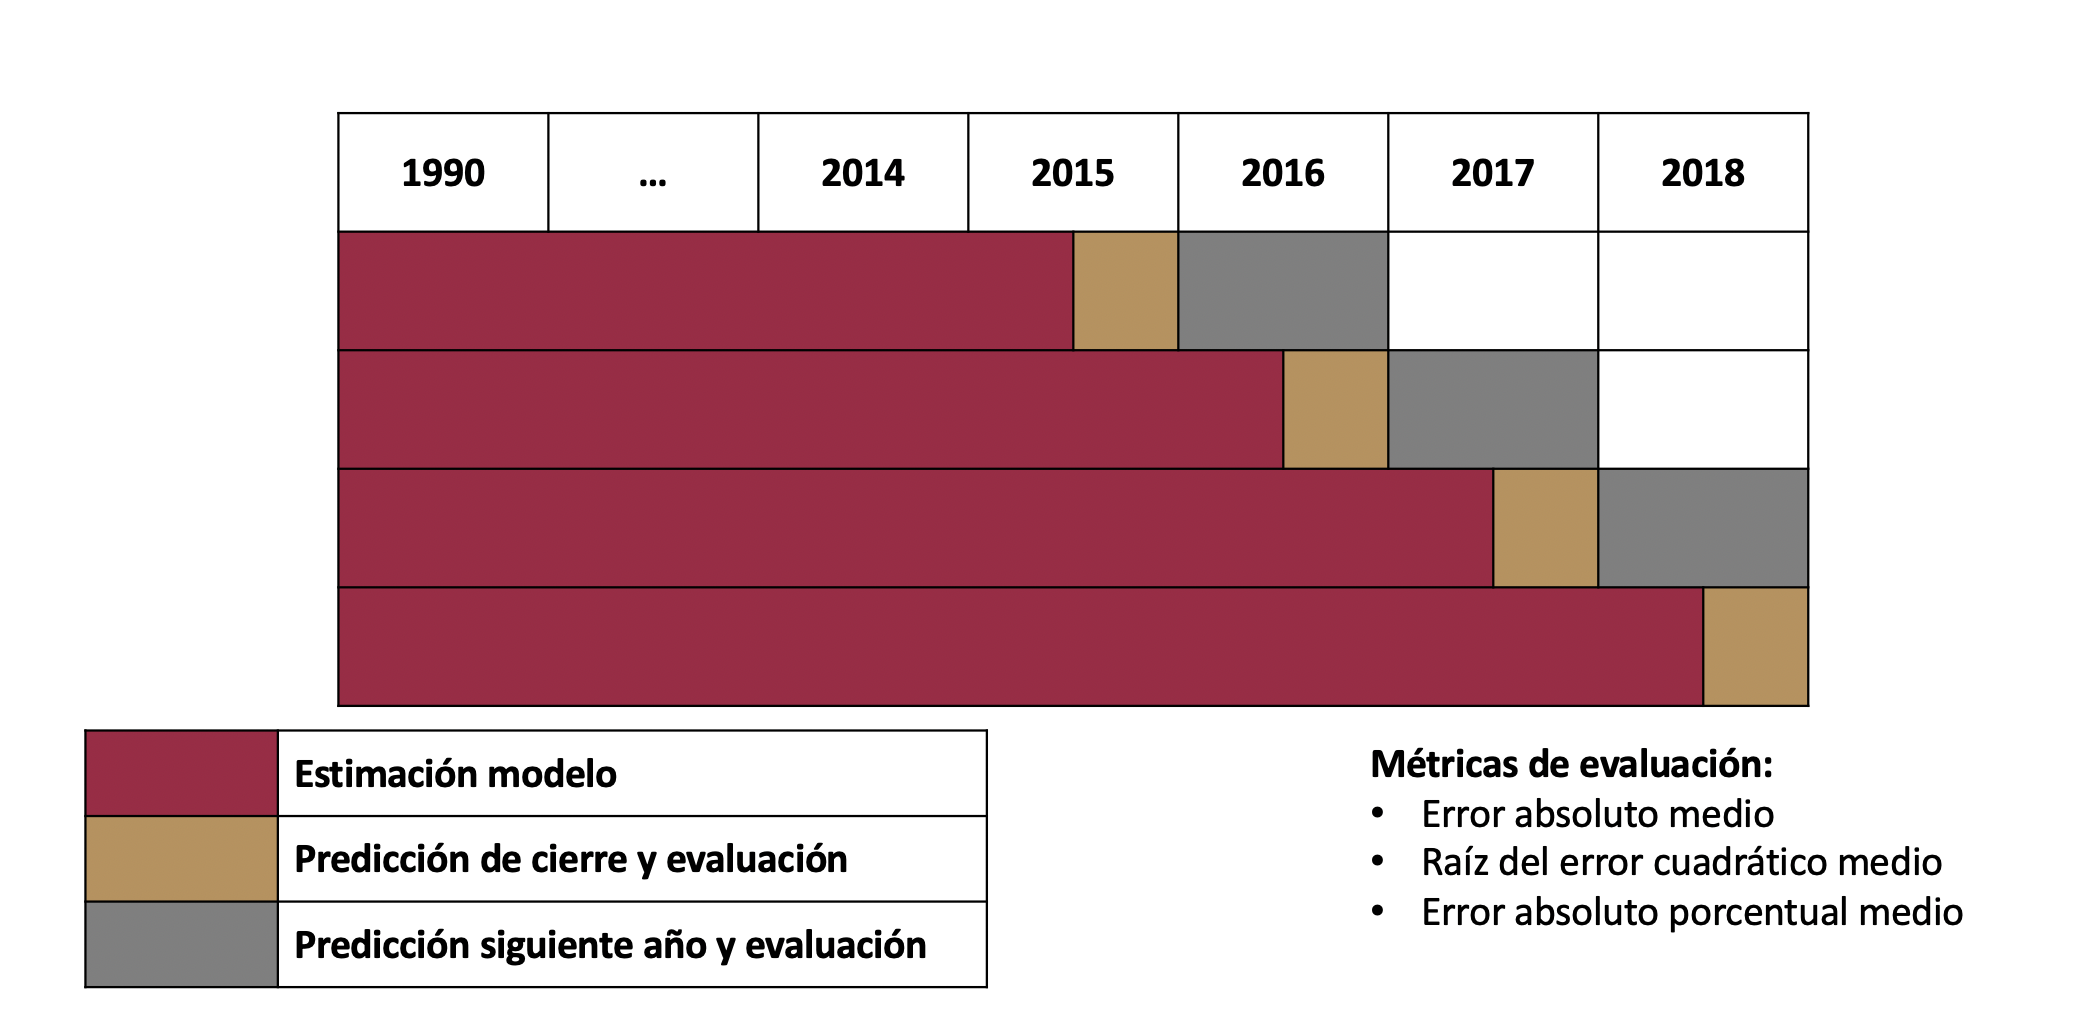 1990 ... 2014 2015 2016 2017 2018
Estimación modelo
Predicción de cierre y evaluación
Predicción siguiente año y evaluación
Métricas de evaluación:
• Error absoluto medio
• Raíz del error cuadrático medio
• Error absoluto porcentual medio